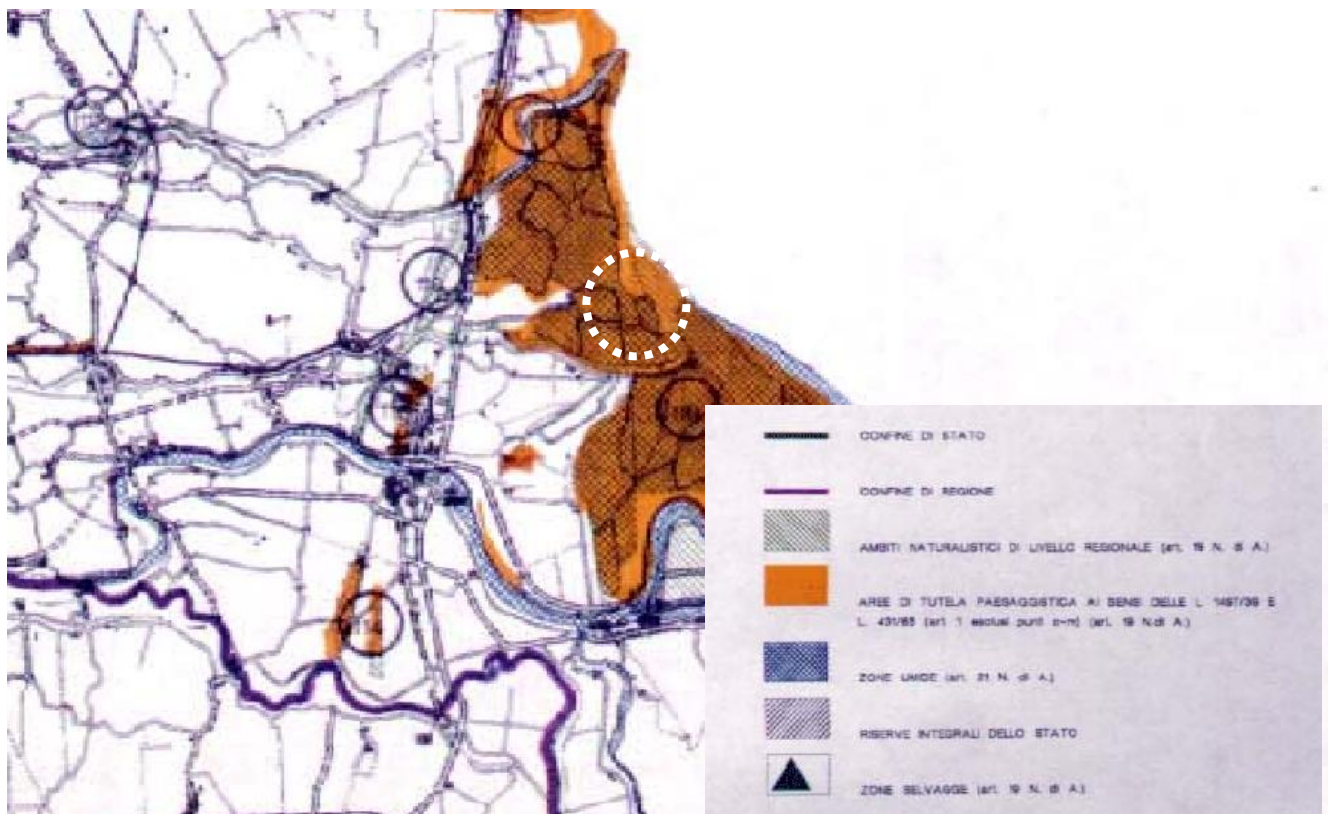 CONFINE DI STATO
CONFINE DI REGIONE
AMBITI NATURALISTICI DI LIVELLO REGIONALE (art. 19 N. di A.)
AREE DI TUTELA PAESAGGISTICA AI SENSI DELLE L. 1497/39 E
L. 431/85 (art. 1 esclusi punti c-m) (art. 19 N.di A.)
ZONE UMIDE (art. 21 N. di A.)
RISERVE INTEGRALI DELLO STATO
ZONE SELVAGGE (art. 19 N. di A.)